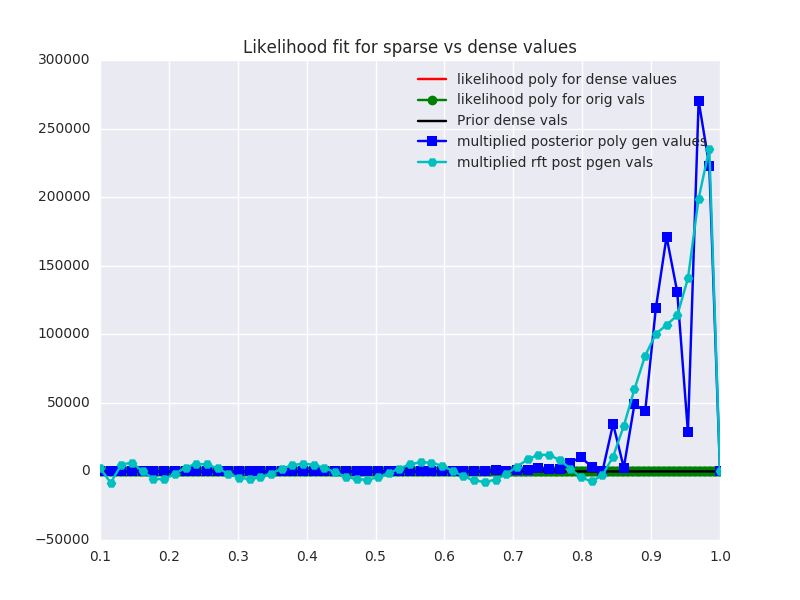 Likelihood fit for sparse vs dense values
300000
250000
200000
150000
100000
50000
0
−50000
likelihood poly for dense values
likelihood poly for orig vals
Prior dense vals
multiplied posterior poly gen values
multiplied rft post pgen vals
0.1 0.2 0.3 0.4 0.5 0.6 0.7 0.8 0.9 1.0